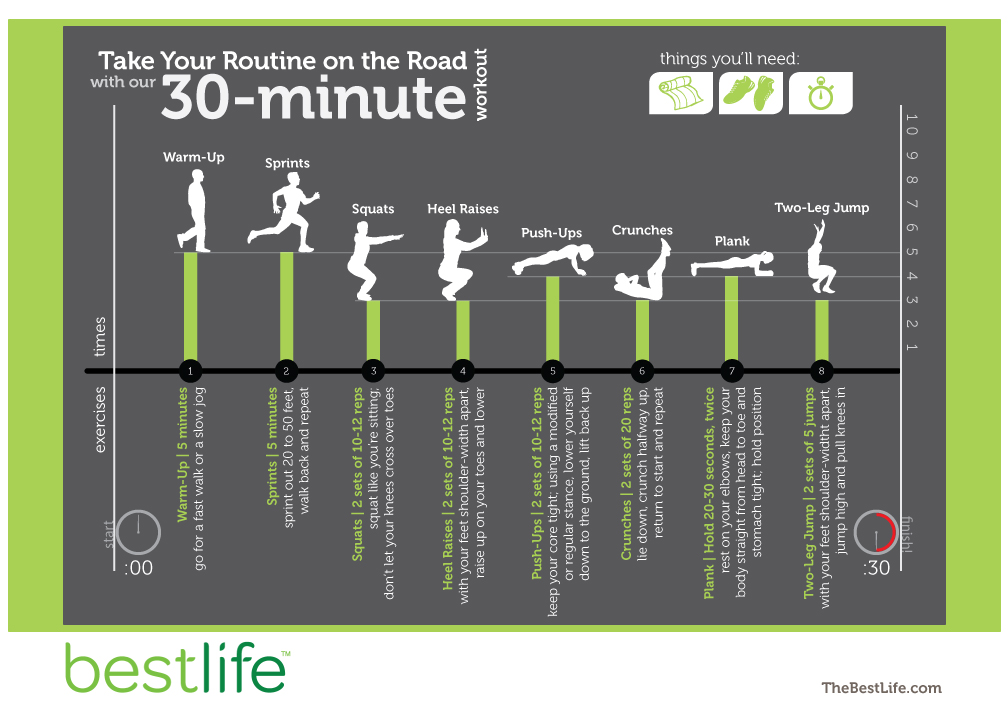 Take Your Routine on the Road
with our 30-minute workout
things you'll need:
Warm-Up
Sprints
Squats
Heel Raises
Push-Ups
Crunches
Plank
Two-Leg Jump
10
9
8
7
6
5
4
3
2
1
times
exercises
1
2
3
4
5
6
7
8
Warm-Up | 5 minutes
go for a fast walk or a slow jog
Sprints | 5 minutes
sprint out 20 to 50 feet,
walk back and repeat
Squats | 2 sets of 10-12 reps
squat like you're sitting;
don't let your knees cross over toes
Heel Raises | 2 sets of 10-12 reps
with your feet shoulder-width apart,
raise up on your toes and lower
Push-Ups | 2 sets of 10-12 reps
keep your core tight; using a modified
or regular stance, lower yourself
down to the ground, lift back up
Crunches | 2 sets of 20 reps
lie down, crunch halfway up,
return to start and repeat
Plank | Hold 20-30 seconds, twice
rest on your elbows, keep your
body straight from head to toe and
stomach tight; hold position
Two-Leg Jump | 2 sets of 5 jumps
with your feet shoulder-widtht apart,
jump high and pull knees in
start
:00
finish!
:30
bestlife™
TheBestLife.com